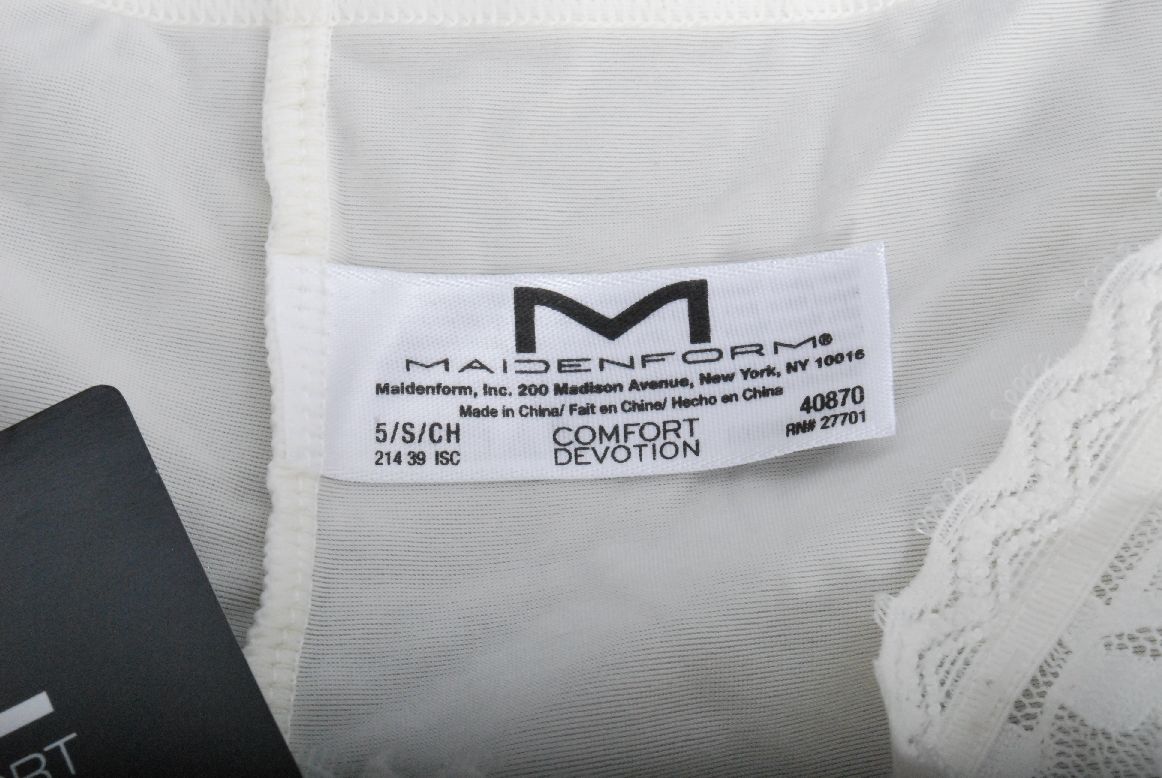 M
MAIDENFORM®
Maidenform, Inc. 200 Madison Avenue, New York, NY 10016
Made in China/ Fait en Chine/ Hecho en China
40870
5/S/CH
COMFORT
RN# 27701
214 39 ISC
DEVOTION